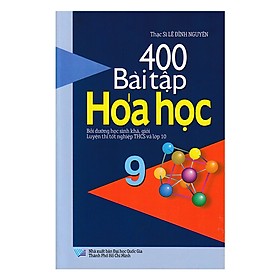 Thạc Sĩ LÊ ĐÌNH NGUYÊN
400
Bài tập
Hóa học
Bồi dưỡng học sinh khá, giỏi
Luyện thi tốt nghiệp THCS và lớp 10
9
Nhà xuất bản Đại học Quốc Gia
Thành Phố Hồ Chí Minh